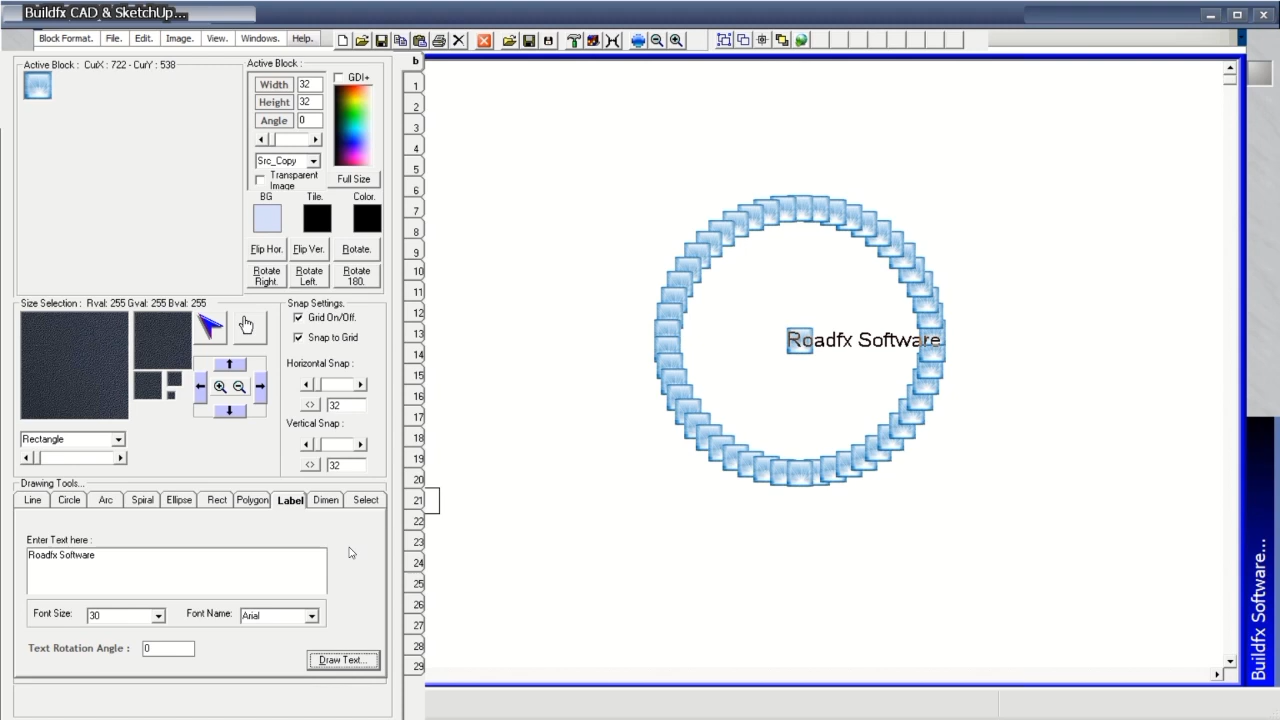 Buildfx CAD & SketchUp...
Block Format. File. Edit. Image. View. Windows. Help.
Active Block : CurX : 722 - CurY : 538
Active Block :
Width 32
GDI+
Height 32
Angle 0
Src_Copy
Transparent Image
Full Size
BG Tile. Color.
Flip Hor. Flip Ver. Rotate.
Rotate Right. Rotate Left. Rotate 180.
Size Selection : Rval: 255 Gval: 255 Bval: 255
Snap Settings.
Grid On/Off.
Snap to Grid
Horizontal Snap :
<> 32
Vertical Snap :
<> 32
Rectangle
Drawing Tools...
Line Circle Arc Spiral Ellipse Rect Polygon Label Dimen Select
Enter Text here :
Roadfx Software
Font Size: 30 Font Name: Arial
Text Rotation Angle : 0
Draw Text...
b
1
2
3
4
5
6
7
8
9
10
11
12
13
14
15
16
17
18
19
20
21
22
23
24
25
26
27
28
29
Roadfx Software
Buildfx Software...